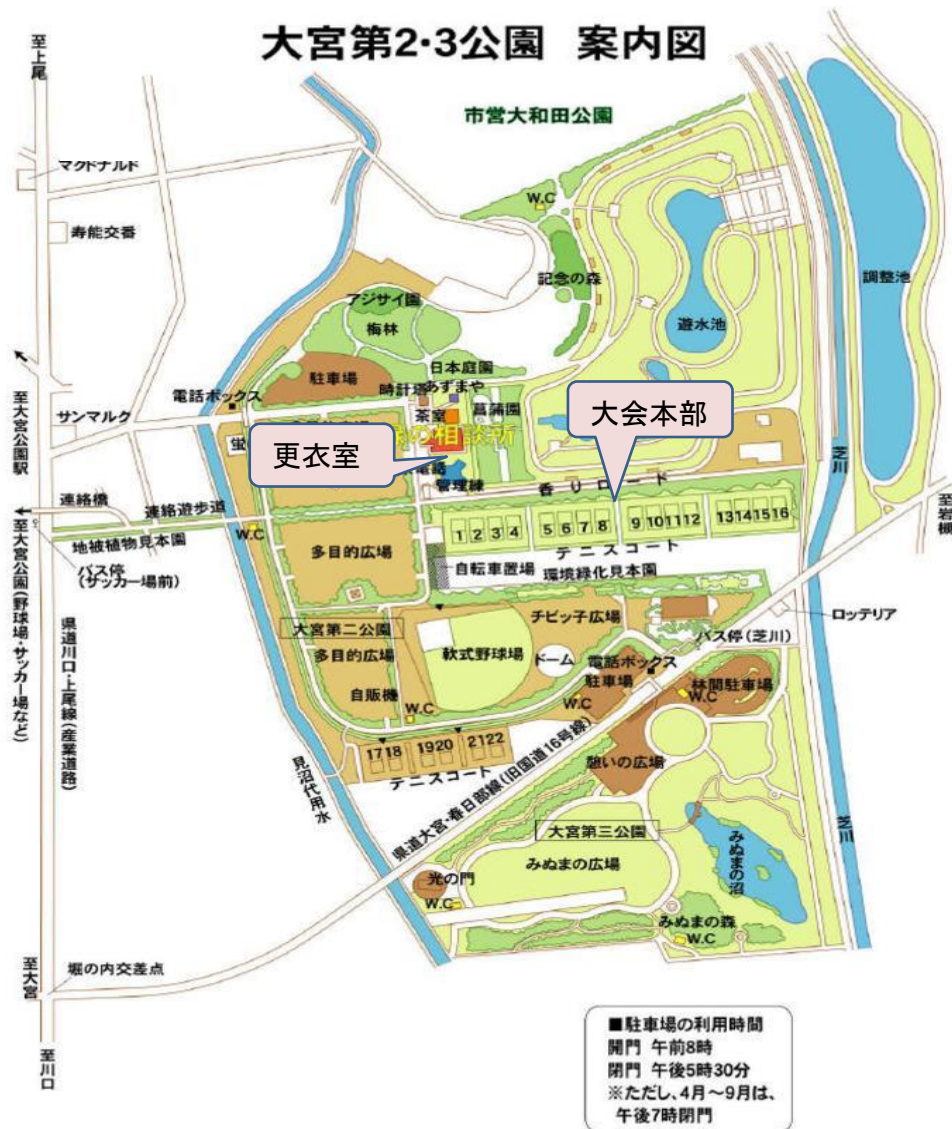 大宮第2・3公園 案内図
至上尾
市営大和田公園
マクドナルド
W.C
寿能交番
調整池
記念の森
アジサイ園
遊水池
梅林
日本庭園
駐車場
時計塔
あずまや
電話ボックス
大会本部
至大宮公園駅
サンマルク
茶室
菖蒲園
の相談所
更衣室
電話
管理練
香りロード
芝川
至岩槻
連絡橋
連絡遊歩道
1 2 3 4
5 6 7 8
9 10 11 12
13 14 15 16
地被植物見本園
W.C
多目的広場
テニスコート
バス停
(サッカー場前)
自転車置場
環境緑化見本園
至大宮公園(野球場・サッカー場など)
県道川口・上尾線(産業道路)
チビッ子広場
ロッテリア
大宮第二公園
バス停(芝川)
多目的広場
軟式野球場
ドーム
電話ボックス
駐車場
林間駐車場
自販機
W.C
W.C
W.C
17 18
19 20
21 22
憩いの広場
テニスコート
見沼代用水
県道大宮・春日部線(旧国道16号線)
大宮第三公園
芝川
みぬまの広場
みぬまの沼
光の門
W.C
みぬまの森
W.C
至大宮
堀の内交差点
至川口
■駐車場の利用時間
開門 午前8時
閉門 午後5時30分
※ただし、4月~9月は、
午後7時閉門